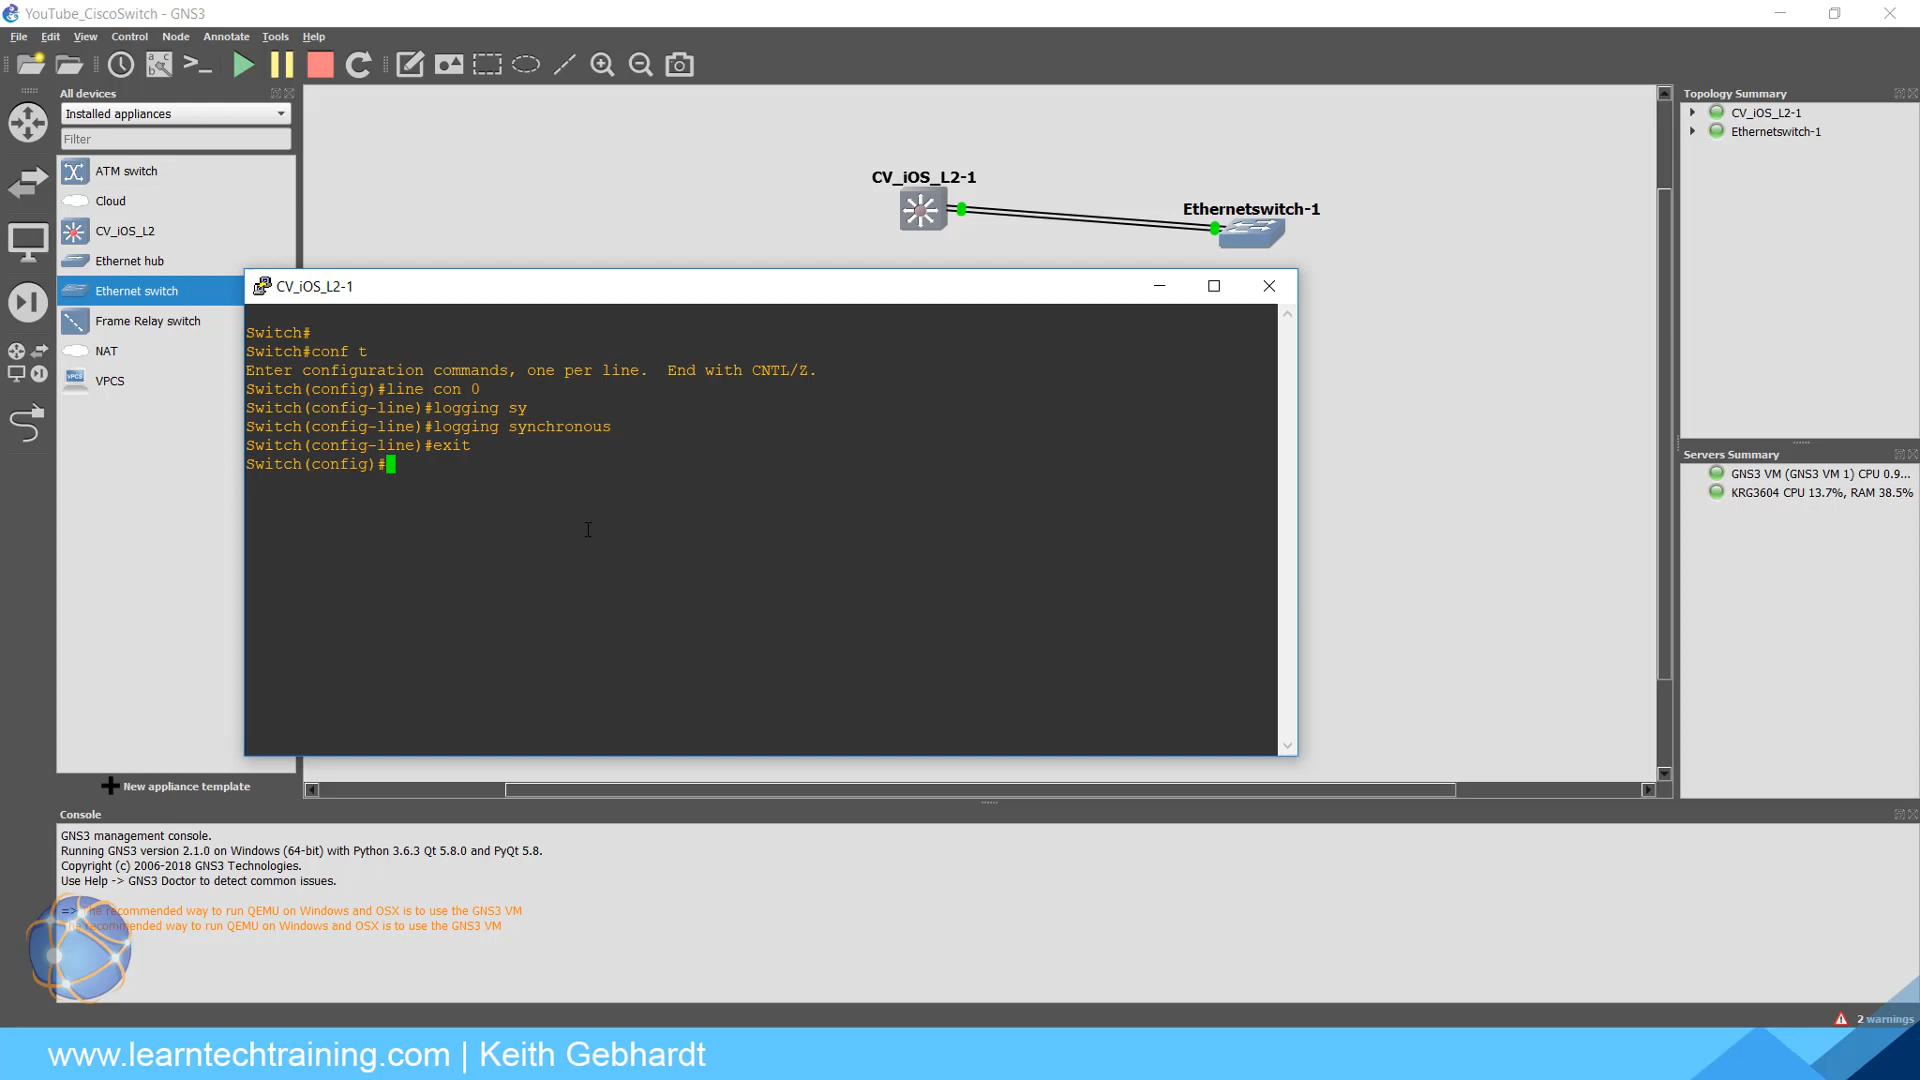 YouTube_CiscoSwitch - GNS3
File Edit View Control Node Annotate Tools Help
All devices
Installed appliances
Filter
ATM switch
Cloud
CV_iOS_L2
Ethernet hub
Ethernet switch
Frame Relay switch
NAT
VPCS
New appliance template
CV_iOS_L2-1
Ethernetswitch-1
CV_iOS_L2-1
Switch#
Switch#conf t
Enter configuration commands, one per line.  End with CNTL/Z.
Switch(config)#line con 0
Switch(config-line)#logging sy
Switch(config-line)#logging synchronous
Switch(config-line)#exit
Switch(config)#
Topology Summary
CV_iOS_L2-1
Ethernetswitch-1
Servers Summary
GNS3 VM (GNS3 VM 1) CPU 0.9...
KRG3604 CPU 13.7%, RAM 38.5%
Console
GNS3 management console.
Running GNS3 version 2.1.0 on Windows (64-bit) with Python 3.6.3 Qt 5.8.0 and PyQt 5.8.
Copyright (c) 2006-2018 GNS3 Technologies.
Use Help -> GNS3 Doctor to detect common issues.
=> The recommended way to run QEMU on Windows and OSX is to use the GNS3 VM
The recommended way to run QEMU on Windows and OSX is to use the GNS3 VM
2 warnings
www.learntechtraining.com | Keith Gebhardt